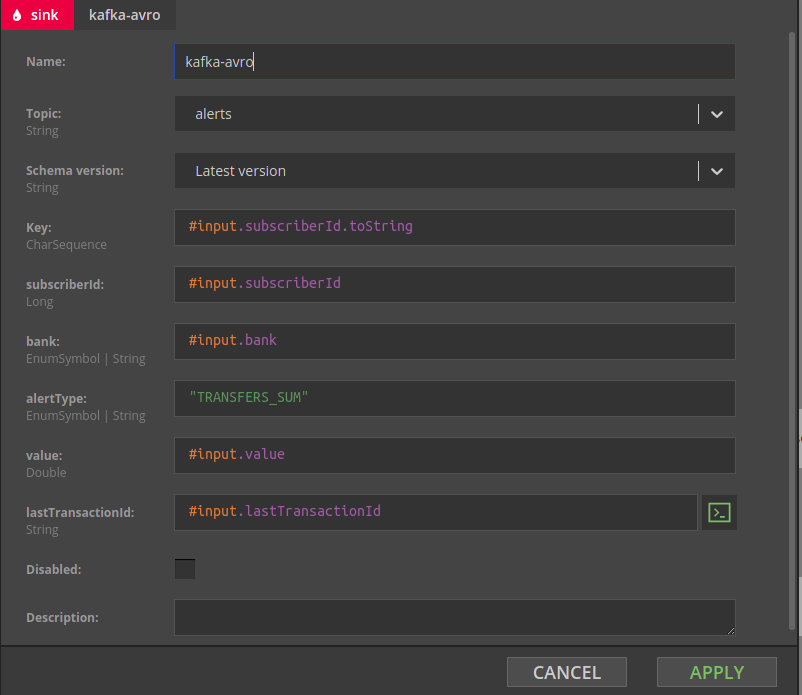 sink kafka-avro
Name: kafka-avro
Topic: alerts
String
Schema version: Latest version
String
Key: #input.subscriberId.toString
CharSequence
subscriberId: #input.subscriberId
Long
bank: #input.bank
EnumSymbol | String
alertType: "TRANSFERS_SUM"
EnumSymbol | String
value: #input.value
Double
lastTransactionId: #input.lastTransactionId
String
Disabled:
Description:
CANCEL APPLY